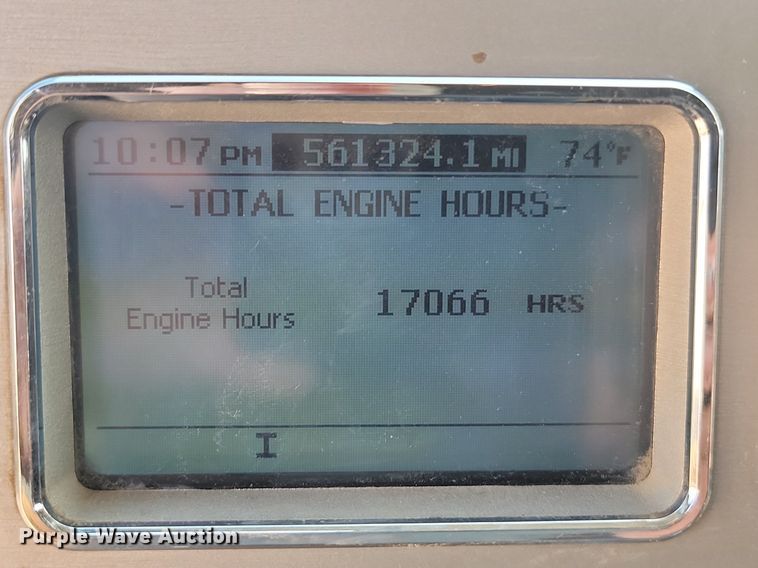 10:07 PM 561324.1 MI 74°F
-TOTAL ENGINE HOURS-
Total
Engine Hours 17066 HRS
I
Purple Wave Auction